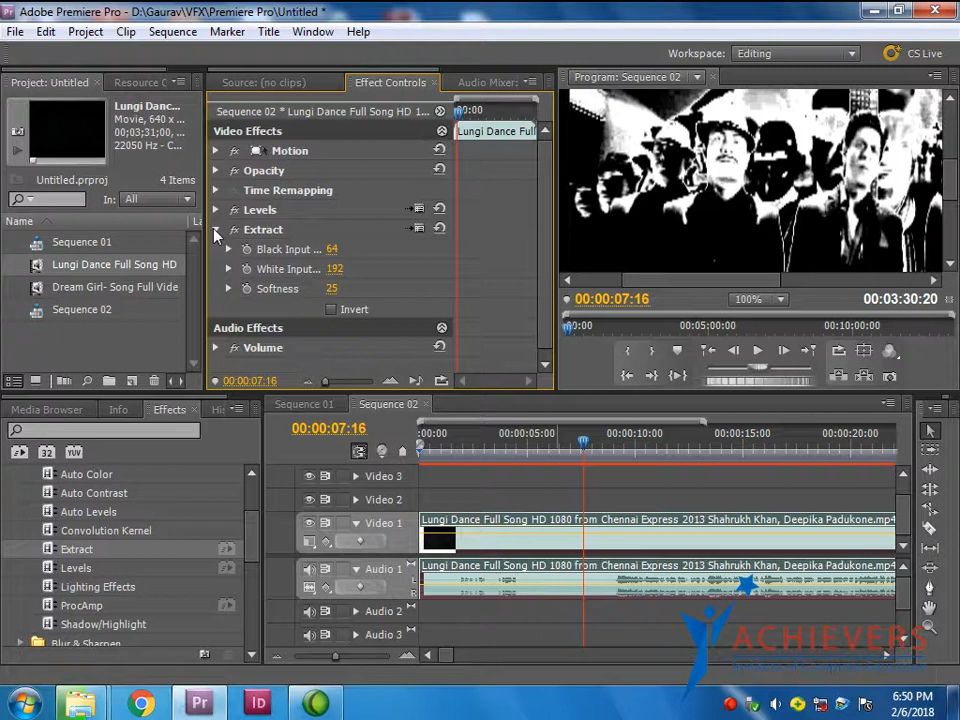 Adobe Premiere Pro - D:\Gaurav\VFX\Premiere Pro\Untitled *
File Edit Project Clip Sequence Marker Title Window Help
Workspace: Editing CS Live
Project: Untitled Resource C
Lungi Danc...
Movie, 640 x
00;03;31;00,
22050 Hz - C
Untitled.prproj 4 Items
In: All
Name
Sequence 01
Lungi Dance Full Song HD
Dream Girl- Song Full Vide
Sequence 02
Source: (no clips) Effect Controls Audio Mixer:
Sequence 02 * Lungi Dance Full Song HD 1...
:00:00
Video Effects
Lungi Dance Full
Motion
Opacity
Time Remapping
Levels
Extract
Black Input ... 64
White Input... 192
Softness 25
Invert
Audio Effects
Volume
00:00:07:16
Program: Sequence 02
00:00:07:16 100% 00:03:30:20
00:00 00:05:00:00 00:10:00:00
Media Browser Info Effects His
32 YUV
Auto Color
Auto Contrast
Auto Levels
Convolution Kernel
Extract
Levels
Lighting Effects
ProcAmp
Shadow/Highlight
Blur & Sharpen
Sequence 01 Sequence 02
00:00:07:16
:00:00 00:00:05:00 00:00:10:00 00:00:15:00 00:00:20:00
Video 3
Video 2
Video 1
Lungi Dance Full Song HD 1080 from Chennai Express 2013 Shahrukh Khan, Deepika Padukone.mp4
Audio 1
Lungi Dance Full Song HD 1080 from Chennai Express 2013 Shahrukh Khan, Deepika Padukone.mp4
L
R
Audio 2
Audio 3
ACHIEVERS
Pr Id
6:50 PM
2/6/2018